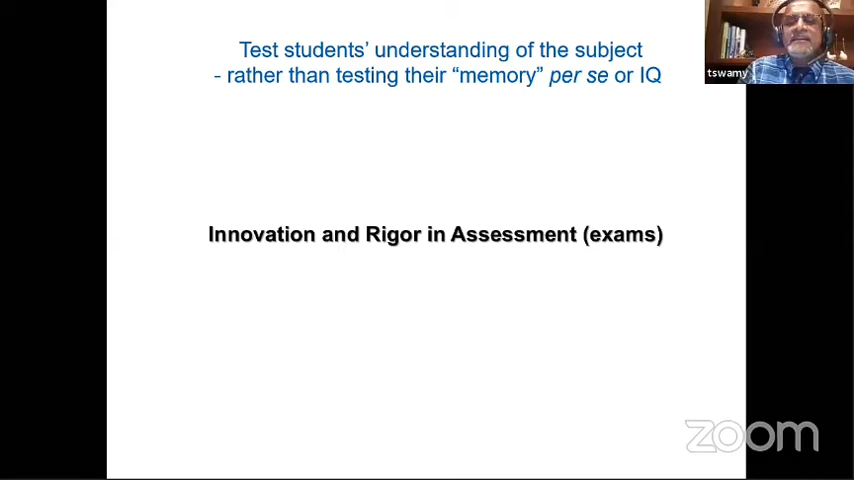 Test students’ understanding of the subject
- rather than testing their “memory” per se or IQ
tswamy
Innovation and Rigor in Assessment (exams)
zoom